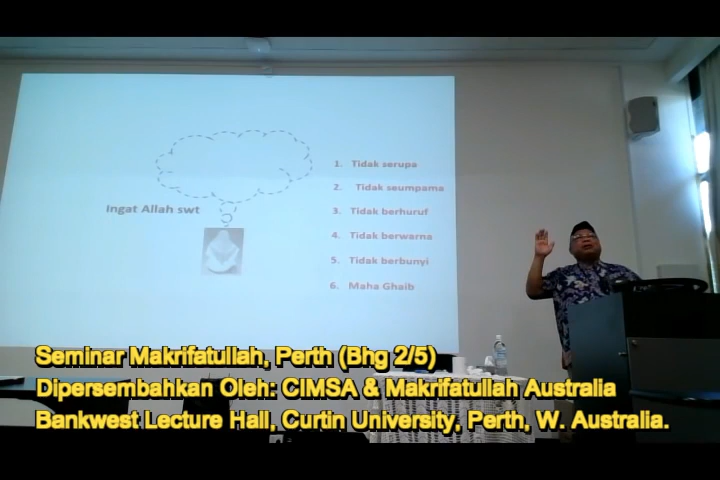 Ingat Allah swt
1. Tidak serupa
2. Tidak seumpama
3. Tidak berhuruf
4. Tidak berwarna
5. Tidak berbunyi
6. Maha Ghaib
Seminar Makrifatullah, Perth (Bhg 2/5)
Dipersembahkan Oleh: CIMSA & Makrifatullah Australia
Bankwest Lecture Hall, Curtin University, Perth, W. Australia.